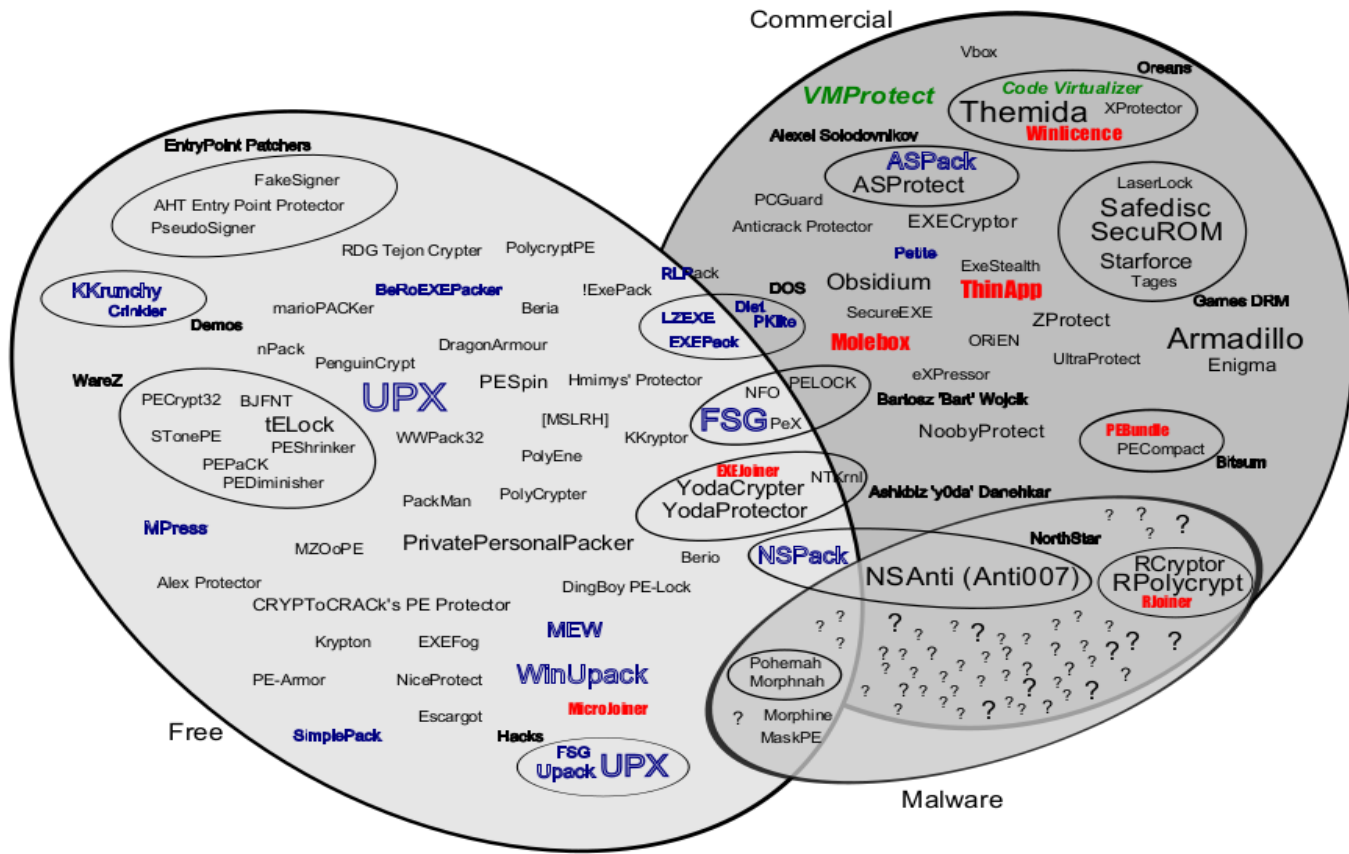 Commercial
Vbox
Oreans
Code Virtualizer
VMProtect
Themida
XProtector
Winlicence
Alexei Solodovnikov
ASPack
ASProtect
LaserLock
Safedisc
SecuROM
Starforce
Tages
Games DRM
PCGuard
Anticrack Protector
EXECryptor
Petite
Obsidium
ExeStealth
ThinApp
SecureEXE
ZProtect
Molebox
ORiEN
UltraProtect
Armadillo
Enigma
eXPressor
Bartosz 'Bart' Wojcik
NoobyProtect
PEBundle
PECompact
Bitsum
Ashkbiz 'y0da' Danehkar
EntryPoint Patchers
FakeSigner
AHT Entry Point Protector
PseudoSigner
RDG Tejon Crypter
PolycryptPE
RLPack
KKrunchy
Crinkler
Demos
BeRoEXEPacker
!ExePack
marioPACKer
Beria
DOS
Diet
LZEXE
PKlite
EXEPack
nPack
PenguinCrypt
DragonArmour
WareZ
PECrypt32
BJFNT
tELock
STonePE
PEShrinker
PEPaCK
PEDiminisher
UPX
PESpin
Hmimys' Protector
NFO
PELOCK
FSG
PeX
[MSLRH]
WWPack32
KKryptor
PolyEne
EXEJoiner
NTKrnl
YodaCrypter
YodaProtector
PackMan
PolyCrypter
MPress
MZOoPE
PrivatePersonalPacker
Berio
NSPack
NorthStar
NSAnti (Anti007)
RCryptor
RPolycrypt
RJoiner
? ? ? ?
Alex Protector
DingBoy PE-Lock
CRYPToCRACk's PE Protector
Krypton
EXEFog
MEW
PE-Armor
NiceProtect
WinUpack
Pohernah
Morphnah
Escargot
MicroJoiner
? Morphine
MaskPE
Free
SimplePack
Hacks
FSG
Upack UPX
Malware